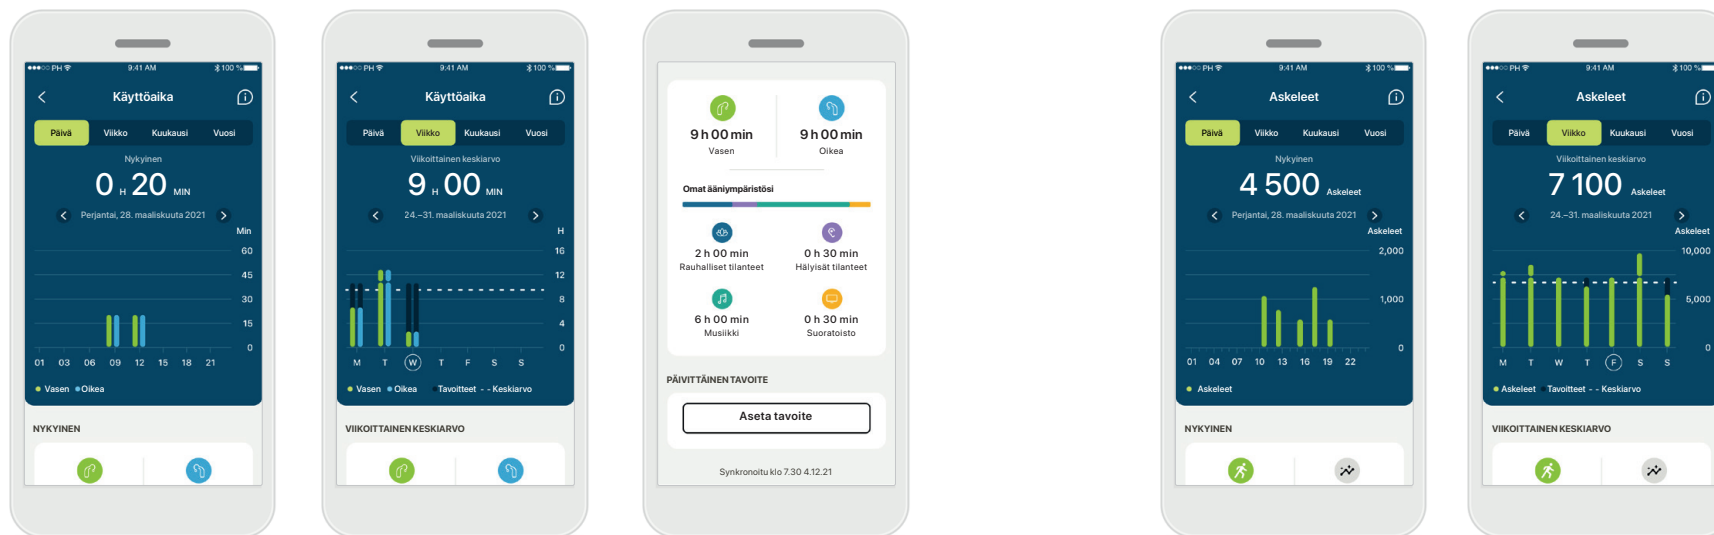 PH 9:41 AM 100 %
Käyttöaika
Päivä Viikko Kuukausi Vuosi
Nykyinen
0 H 20 MIN
Perjantai, 28. maaliskuuta 2021
Min
60
45
30
15
0
01 03 06 09 12 15 18 21
Vasen Oikea
NYKYINEN
PH 9:41 AM 100 %
Käyttöaika
Päivä Viikko Kuukausi Vuosi
Viikoittainen keskiarvo
9 H 00 MIN
24.–31. maaliskuuta 2021
H
16
12
8
4
0
M T W T F S S
Vasen Oikea Tavoitteet - - Keskiarvo
VIIKOITTAINEN KESKIARVO
9 h 00 min 9 h 00 min
Vasen Oikea
Omat ääniympäristösi
2 h 00 min 0 h 30 min
Rauhalliset tilanteet Hälyisät tilanteet
6 h 00 min 0 h 30 min
Musiikki Suoratoisto
PÄIVITTÄINEN TAVOITE
Aseta tavoite
Synkronoitu klo 7.30 4.12.21
PH 9:41 AM 100 %
Askeleet
Päivä Viikko Kuukausi Vuosi
Nykyinen
4 500 Askeleet
Perjantai, 28. maaliskuuta 2021
Askeleet
2,000
1,000
0
01 04 07 10 13 16 19 22
Askeleet
NYKYINEN
PH 9:41 AM 100 %
Askeleet
Päivä Viikko Kuukausi Vuosi
Viikoittainen keskiarvo
7 100 Askeleet
24.–31. maaliskuuta 2021
Askeleet
10,000
5,000
0
M T W T F S S
Askeleet Tavoitteet - - Keskiarvo
VIIKOITTAINEN KESKIARVO